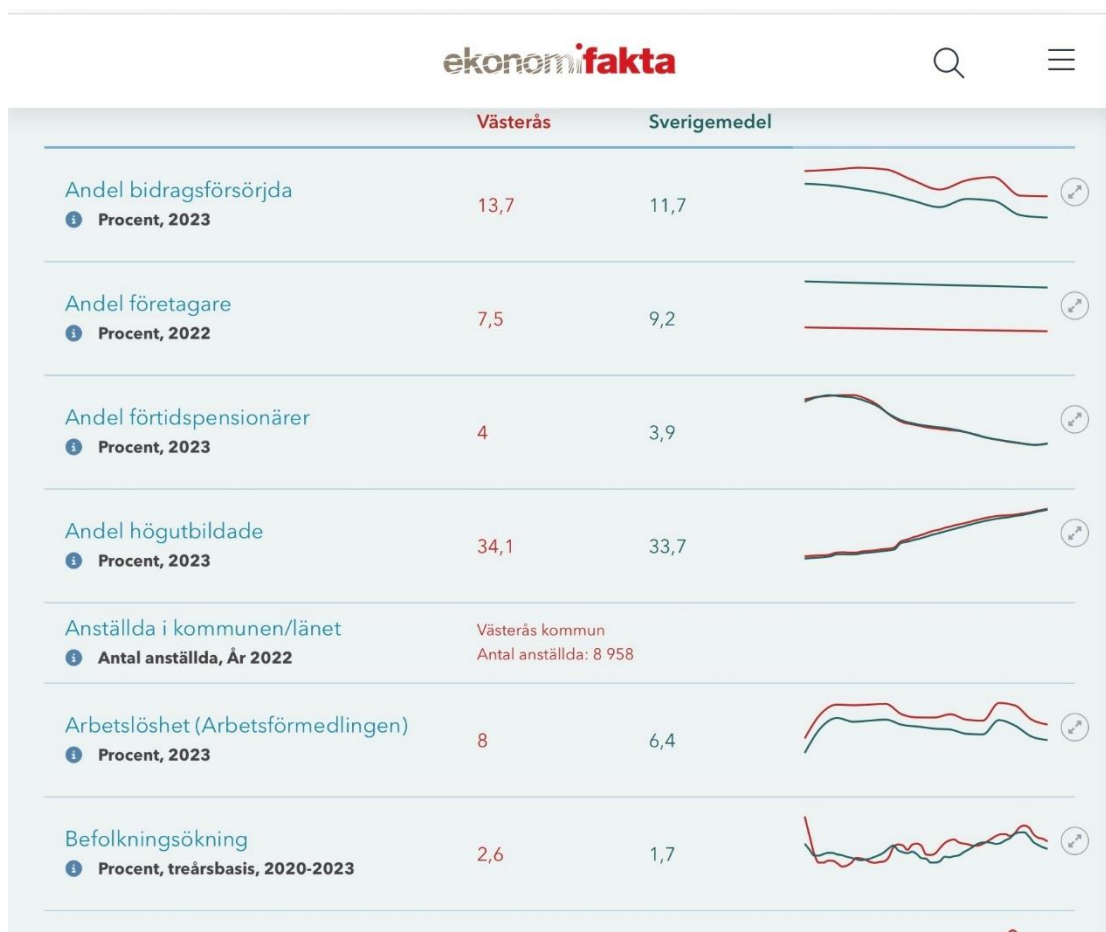 ekonomifakta
Västerås Sverigemedel
Andel bidragsförsörjda
Procent, 2023
13,7 11,7
Andel företagare
Procent, 2022
7,5 9,2
Andel förtidspensionärer
Procent, 2023
4 3,9
Andel högutbildade
Procent, 2023
34,1 33,7
Anställda i kommunen/länet
Antal anställda, År 2022
Västerås kommun
Antal anställda: 8 958
Arbetslöshet (Arbetsförmedlingen)
Procent, 2023
8 6,4
Befolkningsökning
Procent, treårsbasis, 2020-2023
2,6 1,7